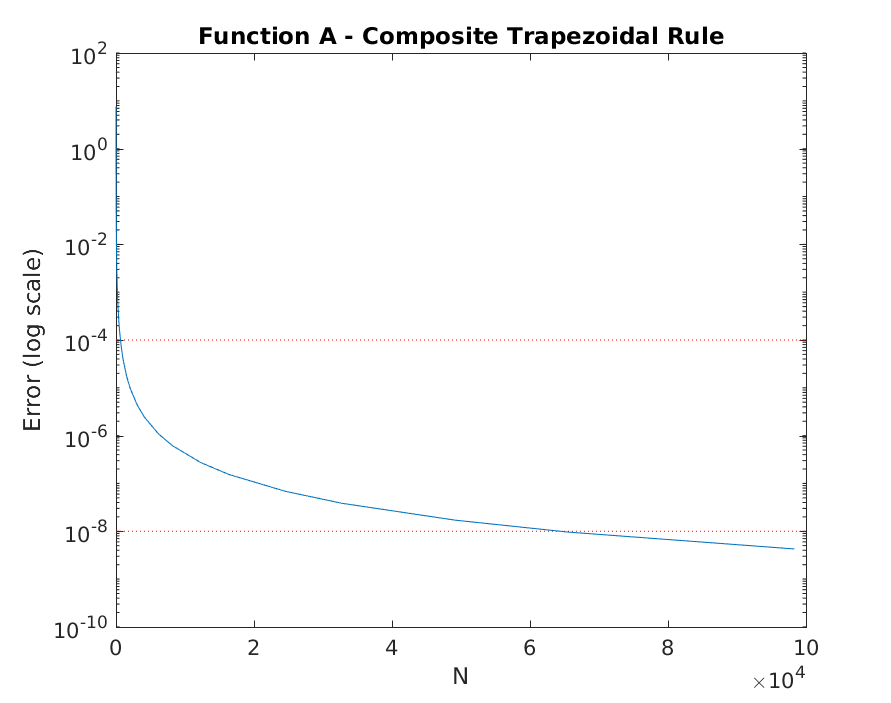 Function A - Composite Trapezoidal Rule
10^2
10^0
10^-2
10^-4
10^-6
10^-8
10^-10
Error (log scale)
0 2 4 6 8 10
N
×10^4